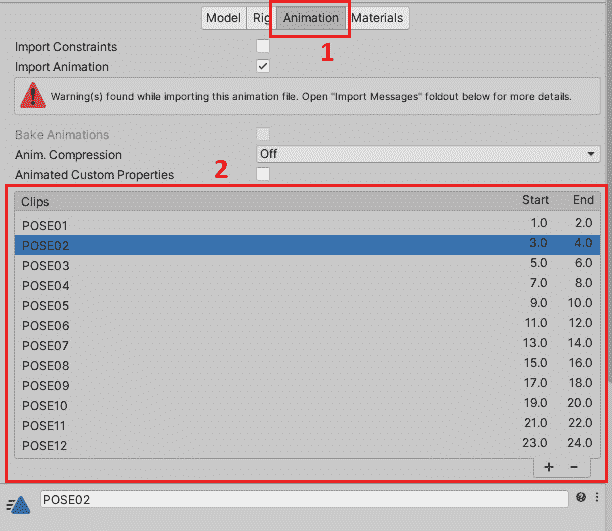 Model Rig Animation Materials
1
Import Constraints
Import Animation
Warning(s) found while importing this animation file. Open "Import Messages" foldout below for more details.
Bake Animations
Anim. Compression Off
2
Animated Custom Properties
Clips Start End
POSE01 1.0 2.0
POSE02 3.0 4.0
POSE03 5.0 6.0
POSE04 7.0 8.0
POSE05 9.0 10.0
POSE06 11.0 12.0
POSE07 13.0 14.0
POSE08 15.0 16.0
POSE09 17.0 18.0
POSE10 19.0 20.0
POSE11 21.0 22.0
POSE12 23.0 24.0
+ −
POSE02